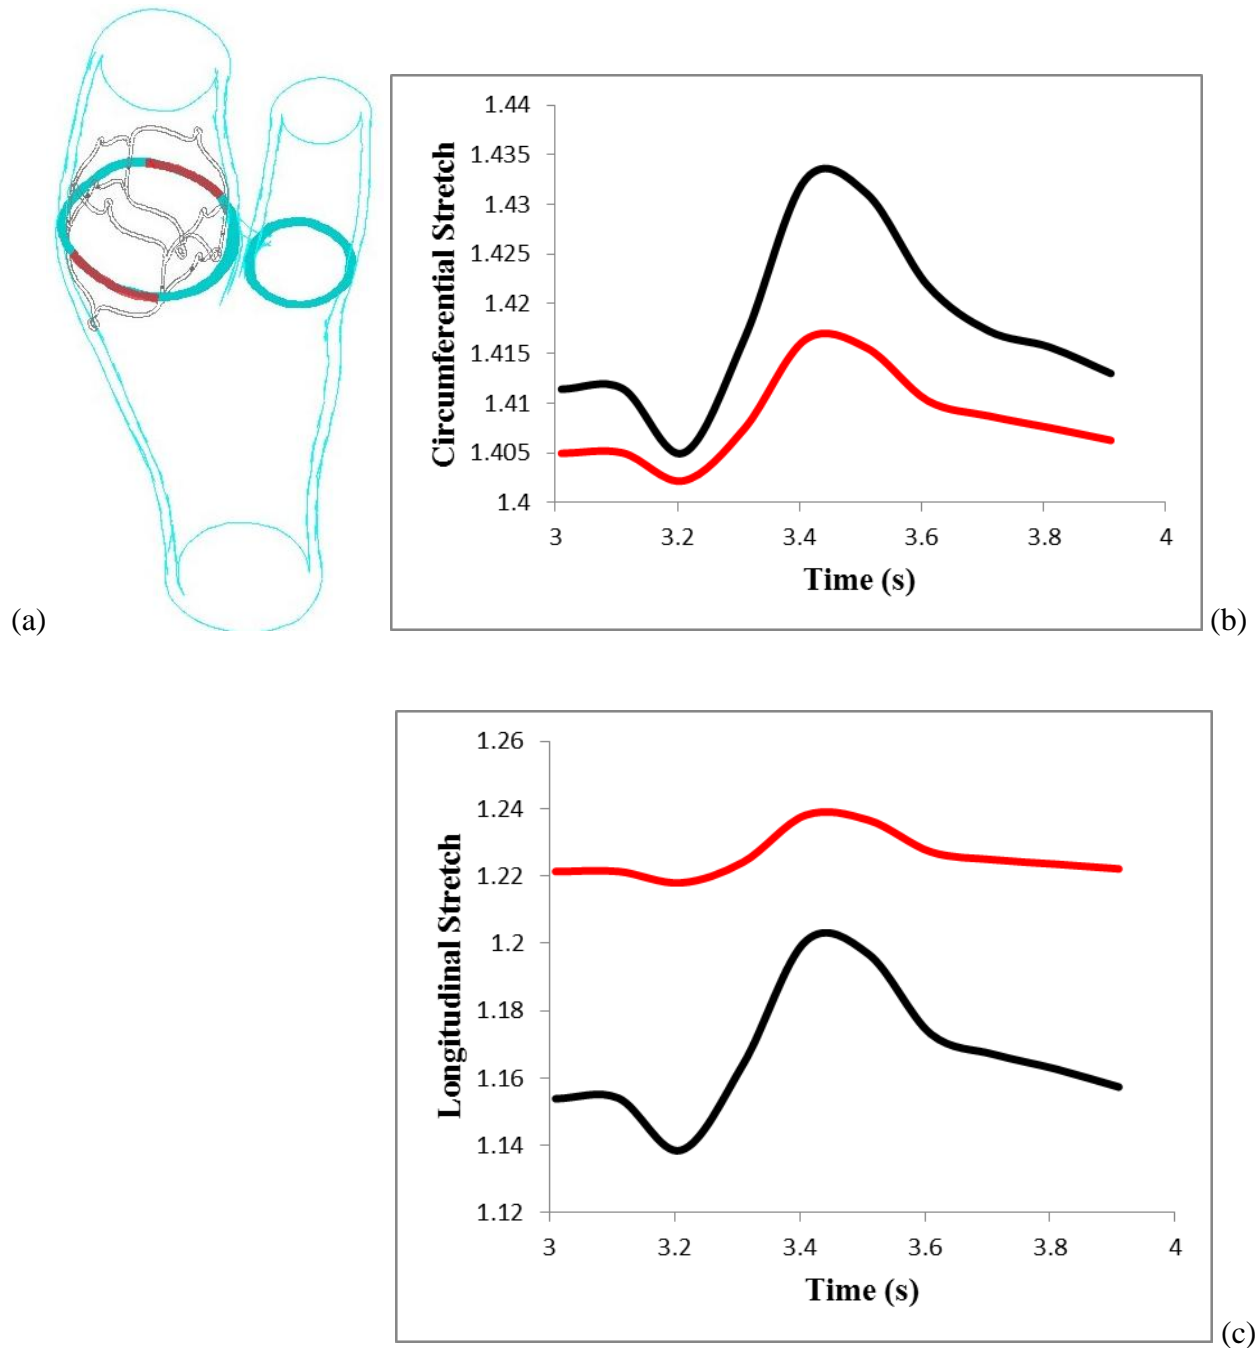 (a)
1.44
1.435
1.43
1.425
1.42
1.415
1.41
1.405
1.4
Circumferential Stretch
3 3.2 3.4 3.6 3.8 4
Time (s)
(b)
1.26
1.24
1.22
1.2
1.18
1.16
1.14
1.12
Longitudinal Stretch
3 3.2 3.4 3.6 3.8 4
Time (s)
(c)